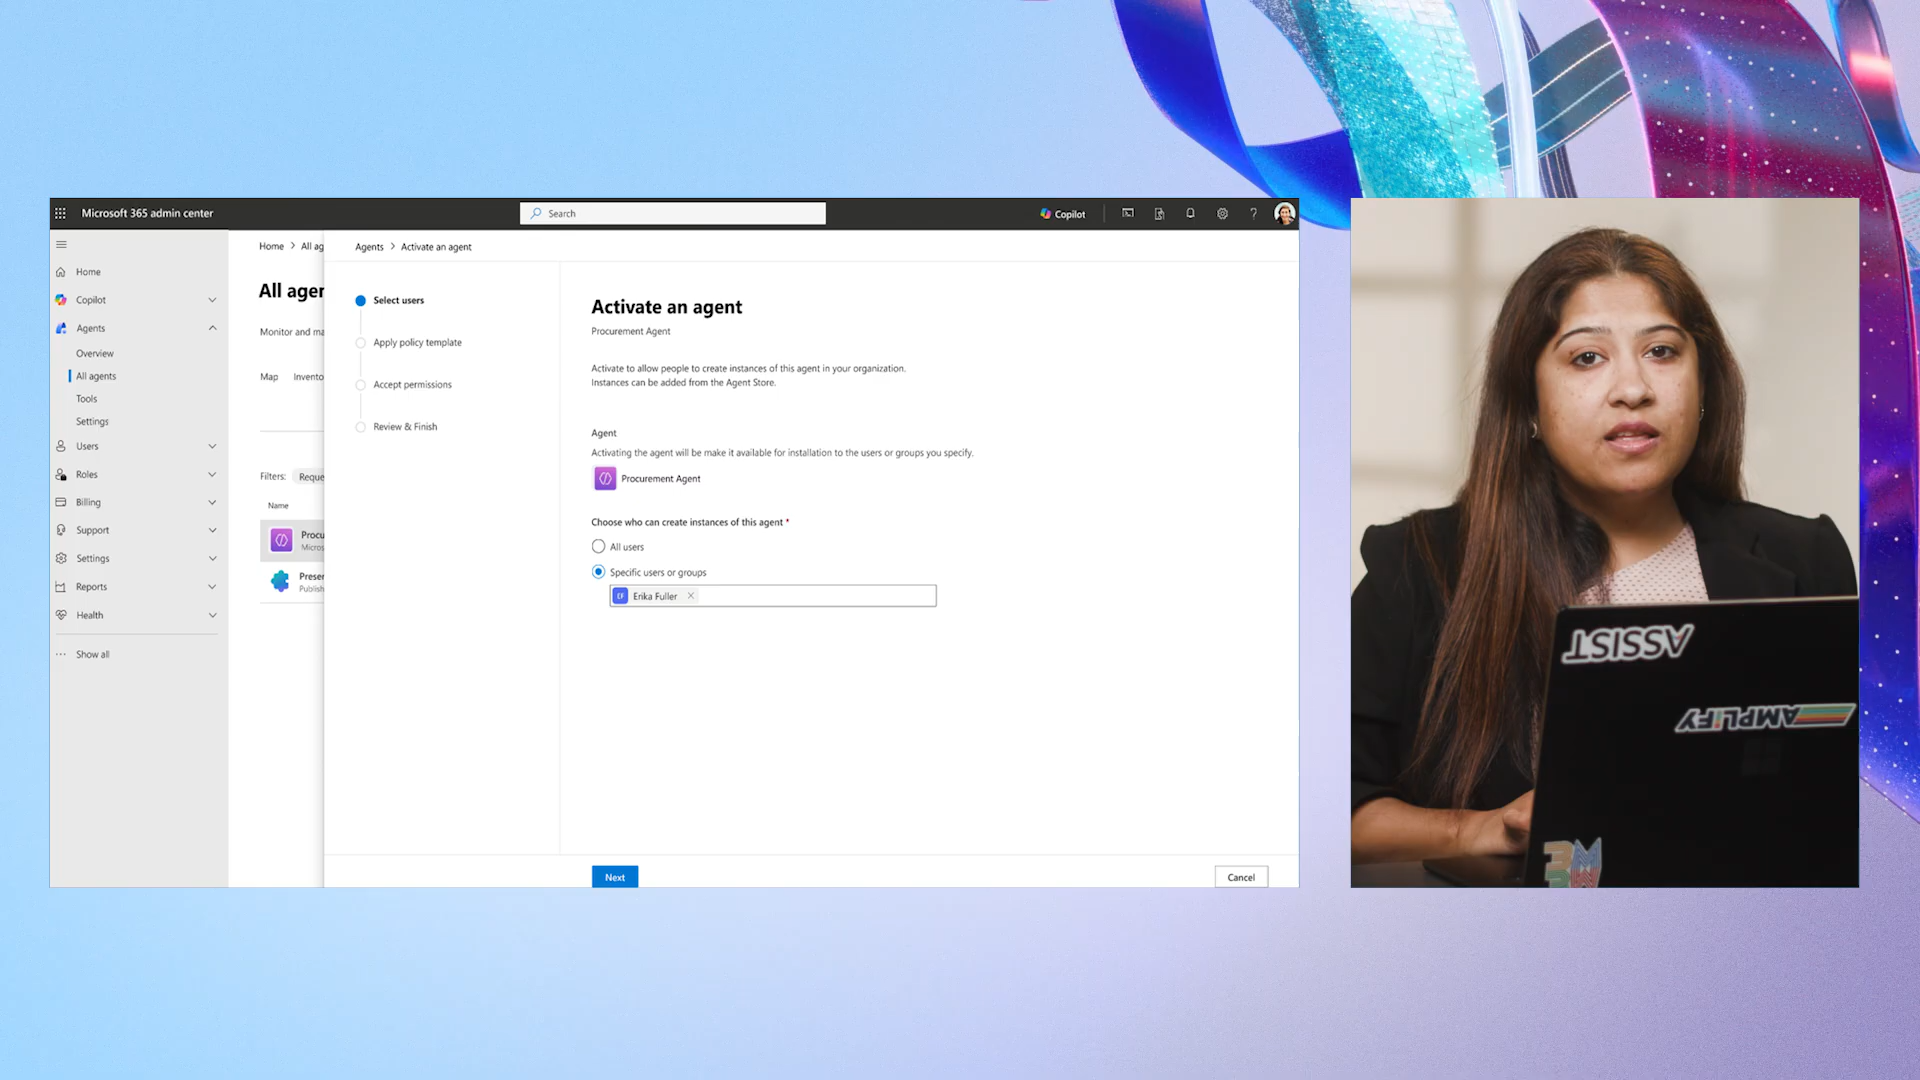 Microsoft 365 admin center
Search
Copilot
?
Home
Copilot
Agents
Overview
All agents
Tools
Settings
Users
Roles
Billing
Support
Settings
Reports
Health
Show all
Home > All ag
All ager
Monitor and ma
Map Invento
Filters: Reque
Name
Procu
Micros
Preser
Publish
Agents > Activate an agent
Select users
Apply policy template
Accept permissions
Review & Finish
Activate an agent
Procurement Agent
Activate to allow people to create instances of this agent in your organization.
Instances can be added from the Agent Store.
Agent
Activating the agent will be make it available for installation to the users or groups you specify.
Procurement Agent
Choose who can create instances of this agent *
All users
Specific users or groups
EF Erika Fuller
Next
Cancel
ASSIST
AMPLIFY